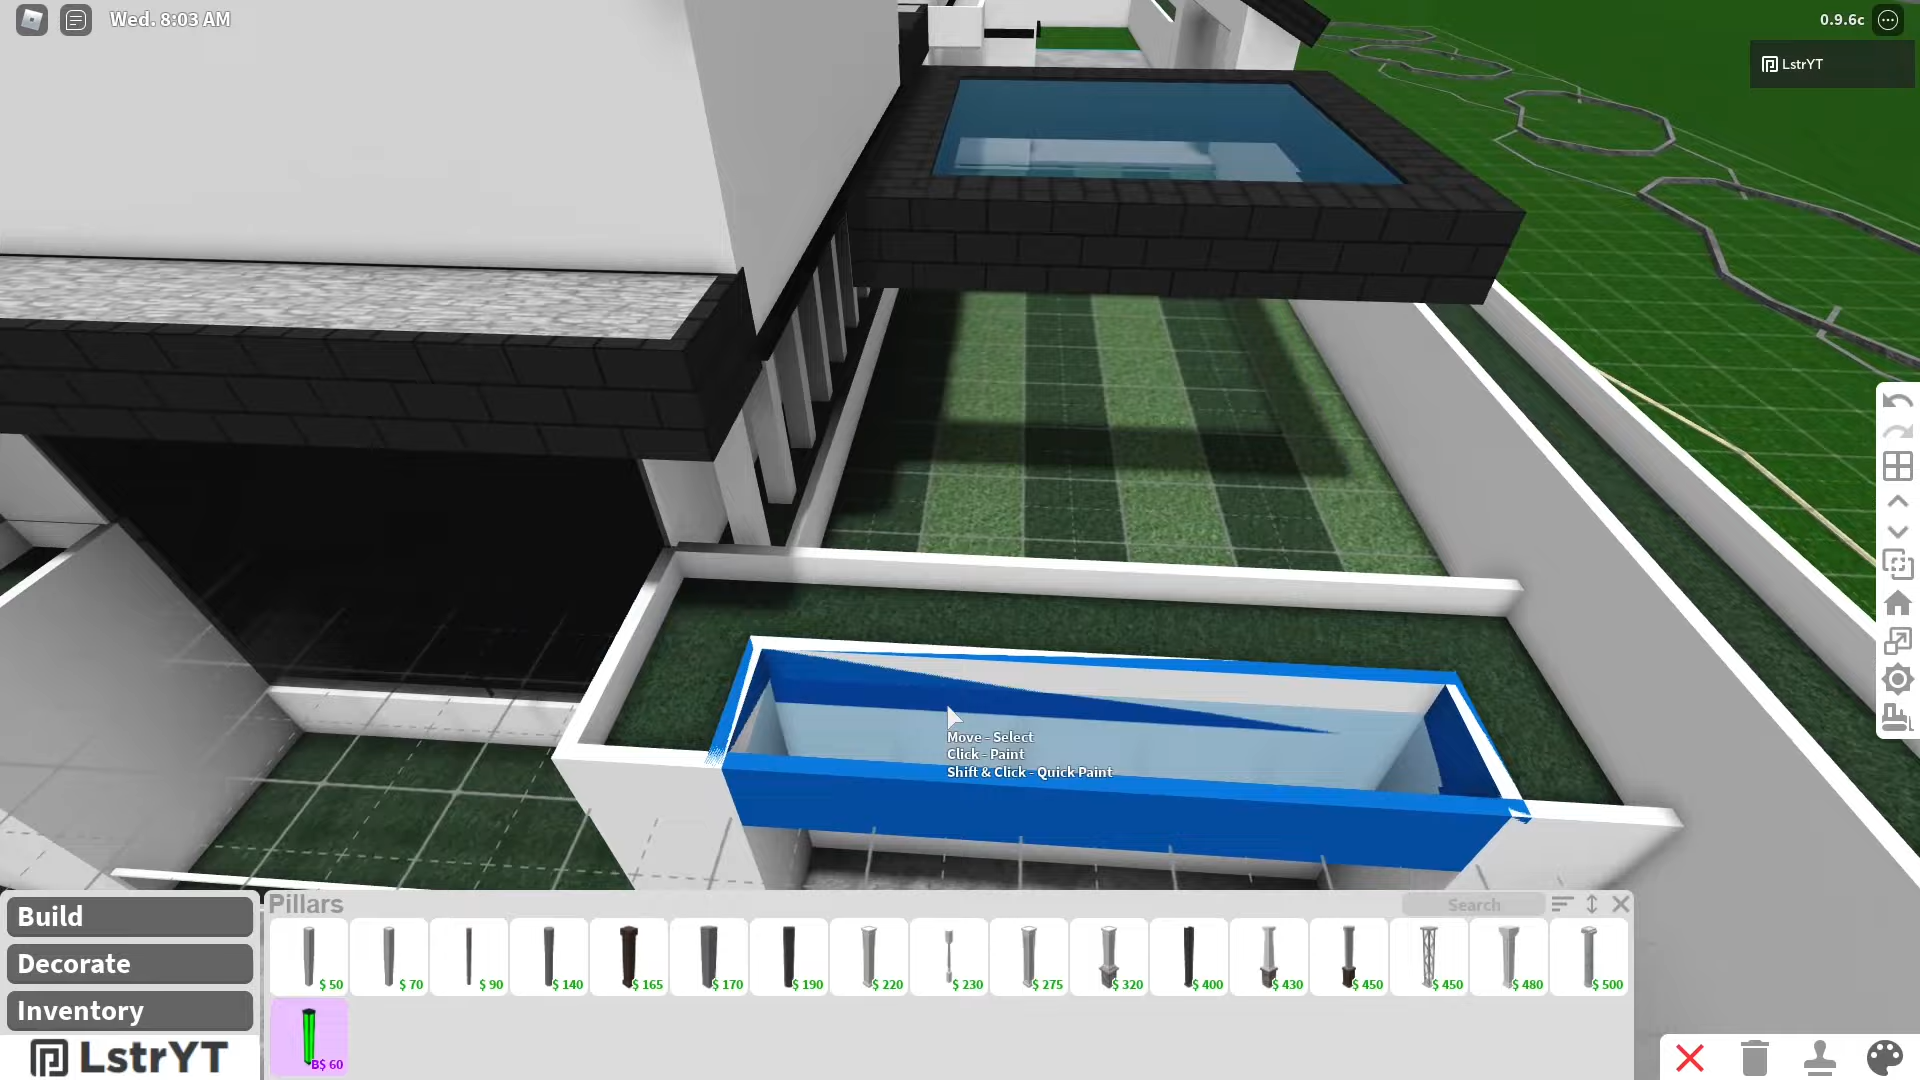 Wed. 8:03 AM
0.9.6c
LstrYT
Move - Select
Click - Paint
Shift & Click - Quick Paint
Build
Decorate
Inventory
LstrYT
Pillars
Search
$ 50
$ 70
$ 90
$ 140
$ 165
$ 170
$ 190
$ 220
$ 230
$ 275
$ 320
$ 400
$ 430
$ 450
$ 450
$ 480
$ 500
B$ 60